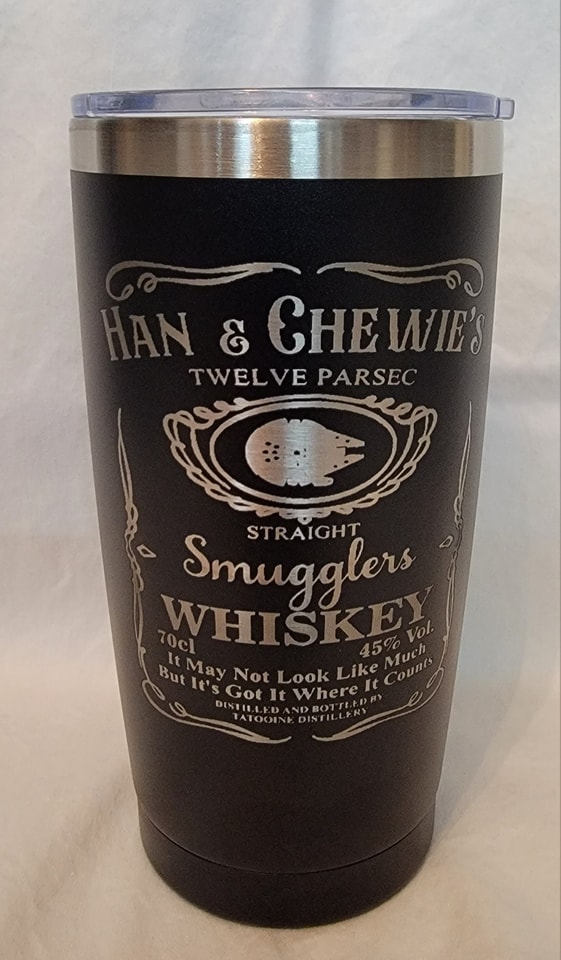 HAN & CHEWIE'S
TWELVE PARSEC
STRAIGHT
Smugglers
WHISKEY
70cl 45% Vol.
It May Not Look Like Much
But It's Got It Where It Counts
DISTILLED AND BOTTLED BY
TATOOINE DISTILLERY